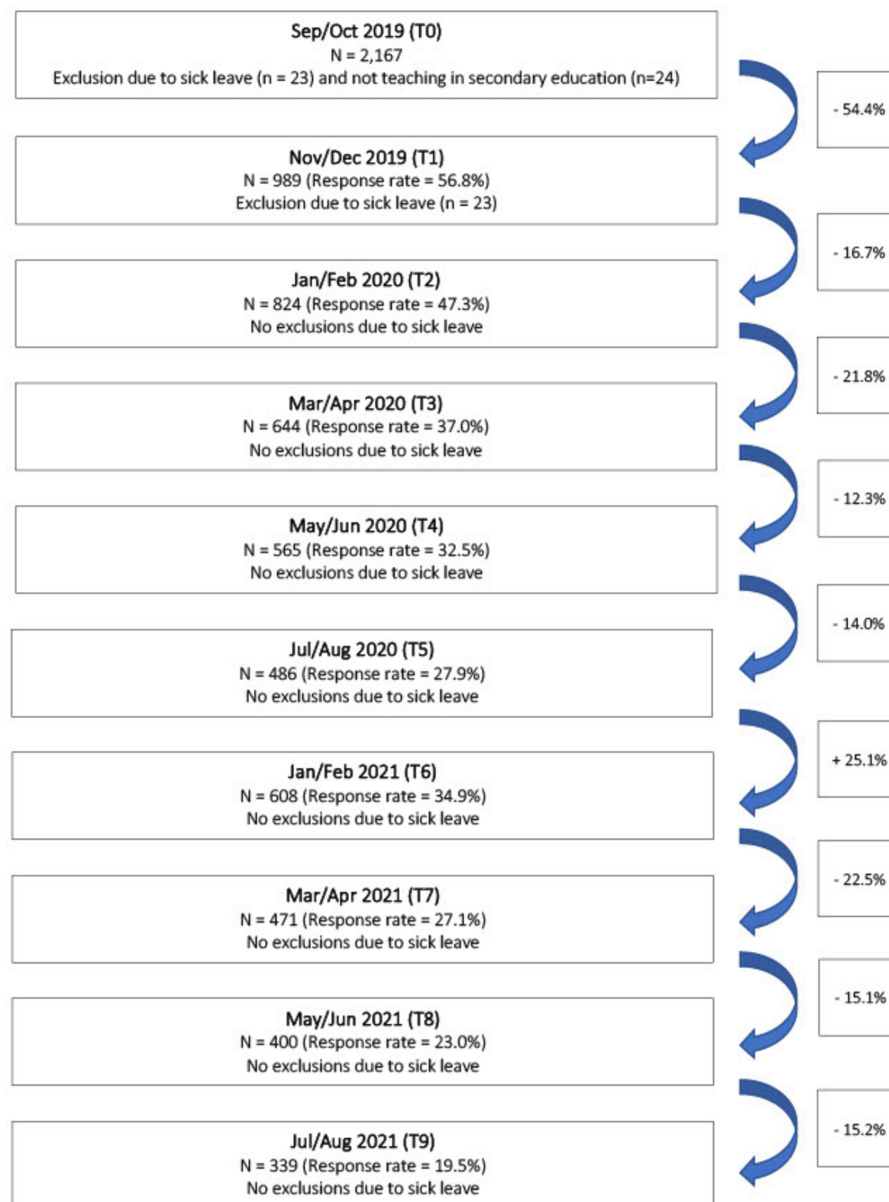 Sep/Oct 2019 (T0)
N = 2,167
Exclusion due to sick leave (n = 23) and not teaching in secondary education (n=24)
- 54.4%
Nov/Dec 2019 (T1)
N = 989 (Response rate = 56.8%)
Exclusion due to sick leave (n = 23)
- 16.7%
Jan/Feb 2020 (T2)
N = 824 (Response rate = 47.3%)
No exclusions due to sick leave
- 21.8%
Mar/Apr 2020 (T3)
N = 644 (Response rate = 37.0%)
No exclusions due to sick leave
- 12.3%
May/Jun 2020 (T4)
N = 565 (Response rate = 32.5%)
No exclusions due to sick leave
- 14.0%
Jul/Aug 2020 (T5)
N = 486 (Response rate = 27.9%)
No exclusions due to sick leave
+ 25.1%
Jan/Feb 2021 (T6)
N = 608 (Response rate = 34.9%)
No exclusions due to sick leave
- 22.5%
Mar/Apr 2021 (T7)
N = 471 (Response rate = 27.1%)
No exclusions due to sick leave
- 15.1%
May/Jun 2021 (T8)
N = 400 (Response rate = 23.0%)
No exclusions due to sick leave
- 15.2%
Jul/Aug 2021 (T9)
N = 339 (Response rate = 19.5%)
No exclusions due to sick leave